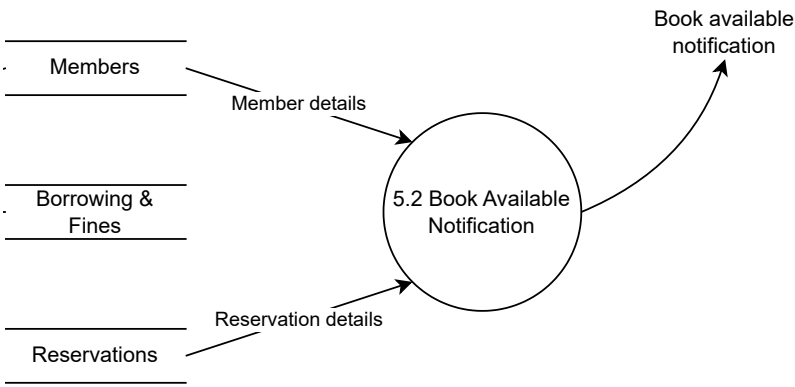 Book available
notification
Members
Member details
Borrowing &
Fines
5.2 Book Available
Notification
Reservation details
Reservations